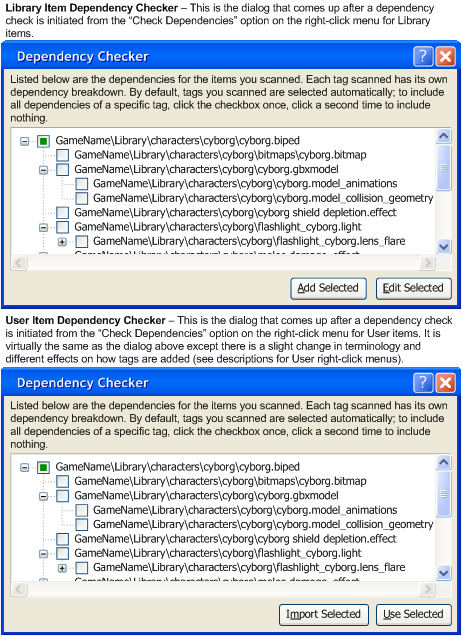 Library Item Dependency Checker – This is the dialog that comes up after a dependency
check is initiated from the “Check Dependencies” option on the right-click menu for Library
items.
Dependency Checker
Listed below are the dependencies for the items you scanned. Each tag scanned has its own
dependency breakdown. By default, tags you scanned are selected automatically; to include
all dependencies of a specific tag, click the checkbox once, click a second time to include
nothing.
GameName\Library\characters\cyborg\cyborg.biped
GameName\Library\characters\cyborg\bitmaps\cyborg.bitmap
GameName\Library\characters\cyborg\cyborg.gbxmodel
GameName\Library\characters\cyborg\cyborg.model_animations
GameName\Library\characters\cyborg\cyborg.model_collision_geometry
GameName\Library\characters\cyborg\cyborg shield depletion.effect
GameName\Library\characters\cyborg\flashlight_cyborg.light
GameName\Library\characters\cyborg\flashlight_cyborg.lens_flare
Add Selected
Edit Selected
User Item Dependency Checker – This is the dialog that comes up after a dependency check
is initiated from the “Check Dependencies” option on the right-click menu for User items. It is
virtually the same as the dialog above except there is a slight change in terminology and
different effects on how tags are added (see descriptions for User right-click menus).
Dependency Checker
Listed below are the dependencies for the items you scanned. Each tag scanned has its own
dependency breakdown. By default, tags you scanned are selected automatically; to include
all dependencies of a specific tag, click the checkbox once, click a second time to include
nothing.
GameName\Library\characters\cyborg\cyborg.biped
GameName\Library\characters\cyborg\bitmaps\cyborg.bitmap
GameName\Library\characters\cyborg\cyborg.gbxmodel
GameName\Library\characters\cyborg\cyborg.model_animations
GameName\Library\characters\cyborg\cyborg.model_collision_geometry
GameName\Library\characters\cyborg\cyborg shield depletion.effect
GameName\Library\characters\cyborg\flashlight_cyborg.light
GameName\Library\characters\cyborg\flashlight_cyborg.lens_flare
Import Selected
Use Selected